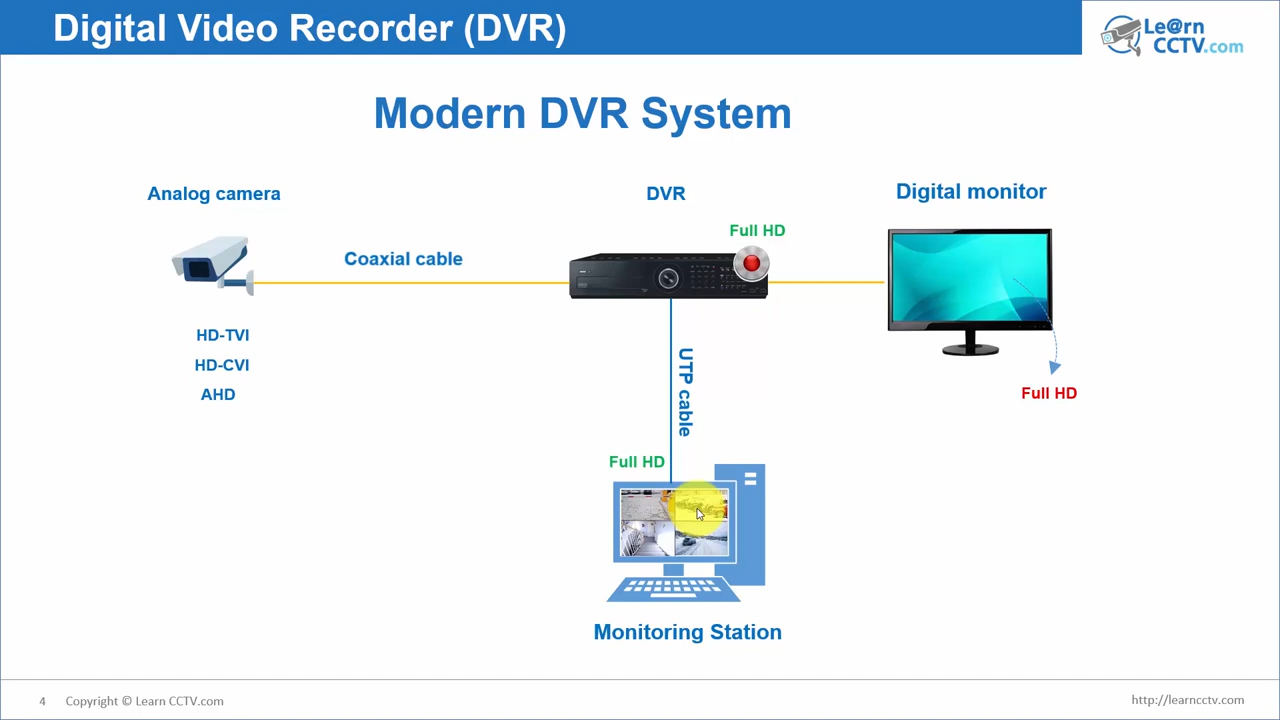 Digital Video Recorder (DVR)
Le@rn
CCTV.com
Modern DVR System
Analog camera
DVR
Digital monitor
Full HD
Coaxial cable
HD-TVI
HD-CVI
AHD
UTP cable
Full HD
Full HD
Monitoring Station
4 Copyright © Learn CCTV.com
http://learncctv.com